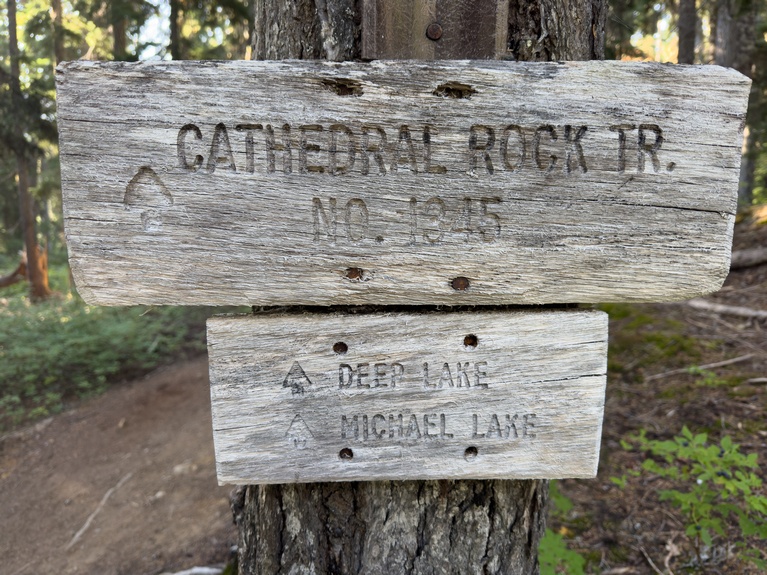 CATHEDRAL ROCK TR.
NO. 1345
DEEP LAKE
MICHAEL LAKE